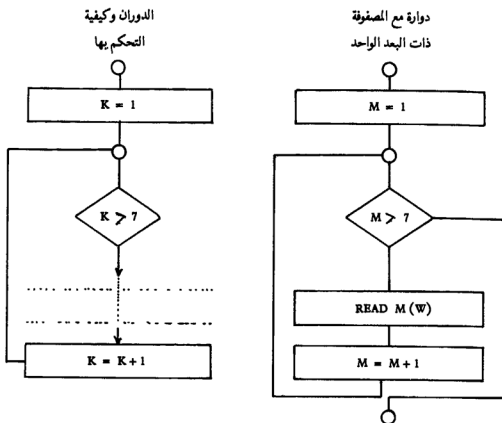 الدوران وكيفية
التحكم بها
K = 1
K > 7
K = K+1
دوارة مع المصفوفة
ذات البعد الواحد
M = 1
M > 7
READ M(W)
M = M+1